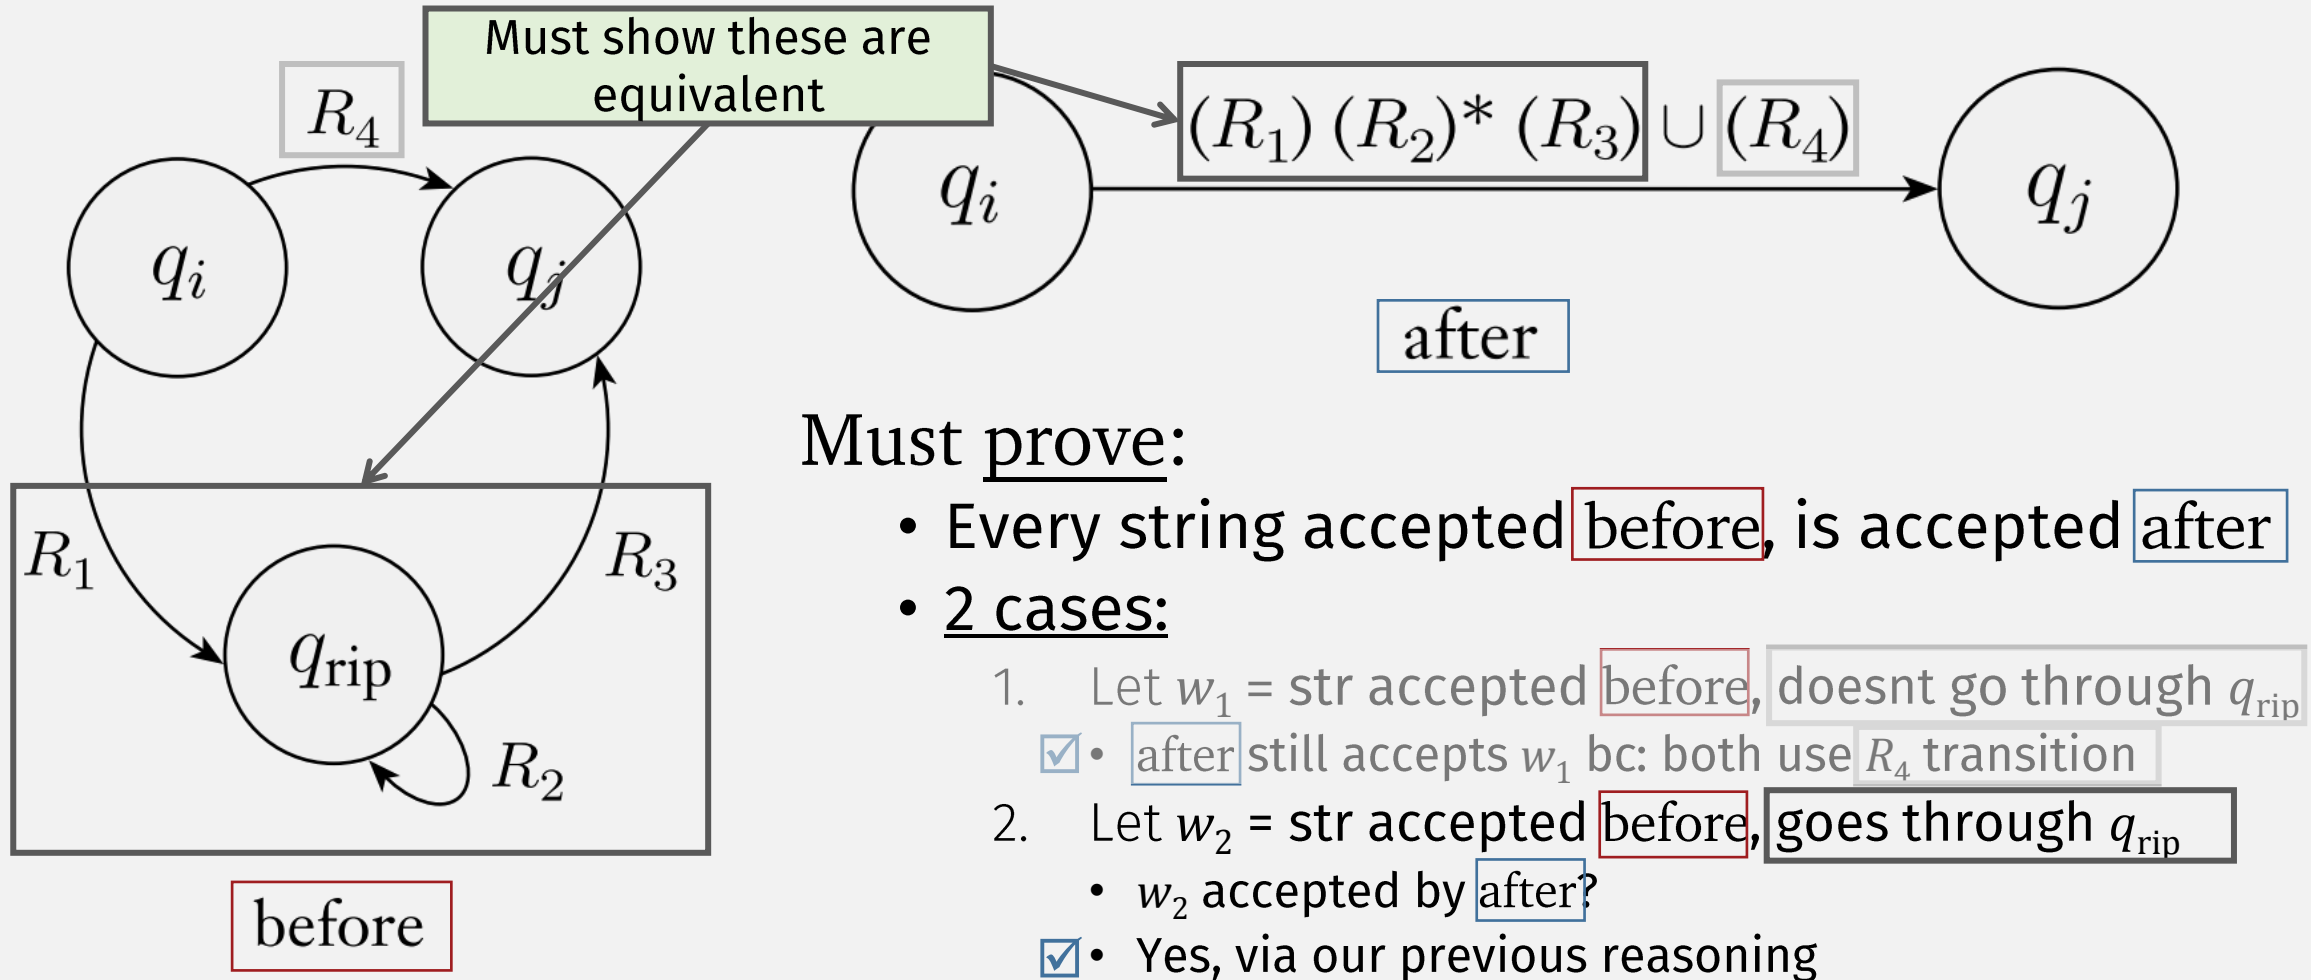 Must show these are
equivalent
R₄
(R₁) (R₂)* (R₃) ∪ (R₄)
qᵢ
qⱼ
qᵢ
qⱼ
after
Must prove:
• Every string accepted before, is accepted after
• 2 cases:
R₁
R₃
q_rip
R₂
before
1. Let w₁ = str accepted before, doesnt go through q_rip
• after still accepts w₁ bc: both use R₄ transition
2. Let w₂ = str accepted before, goes through q_rip
• w₂ accepted by after?
• Yes, via our previous reasoning